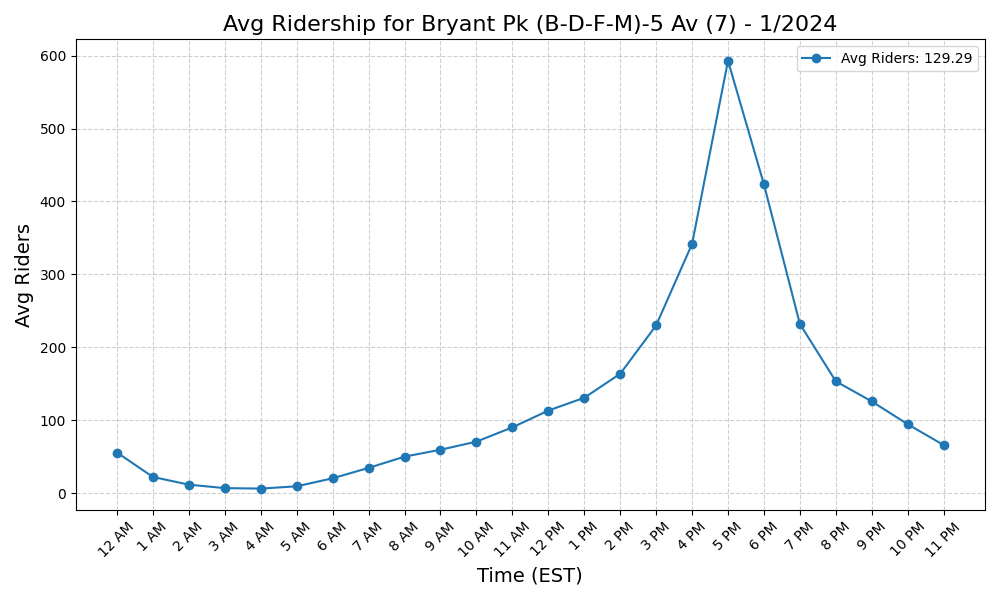 Avg Ridership for Bryant Pk (B-D-F-M)-5 Av (7) - 1/2024
Avg Riders: 129.29
Avg Riders
600
500
400
300
200
100
0
12 AM
1 AM
2 AM
3 AM
4 AM
5 AM
6 AM
7 AM
8 AM
9 AM
10 AM
11 AM
12 PM
1 PM
2 PM
3 PM
4 PM
5 PM
6 PM
7 PM
8 PM
9 PM
10 PM
11 PM
Time (EST)